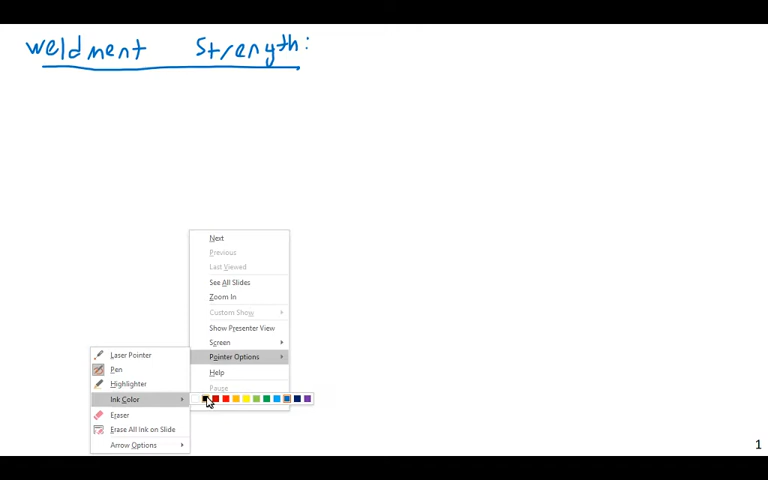 weldment Strength:
Next
Previous
Last Viewed
See All Slides
Zoom In
Custom Show
Show Presenter View
Screen
Pointer Options
Help
Pause
Laser Pointer
Pen
Highlighter
Ink Color
Eraser
Erase All Ink on Slide
Arrow Options
1